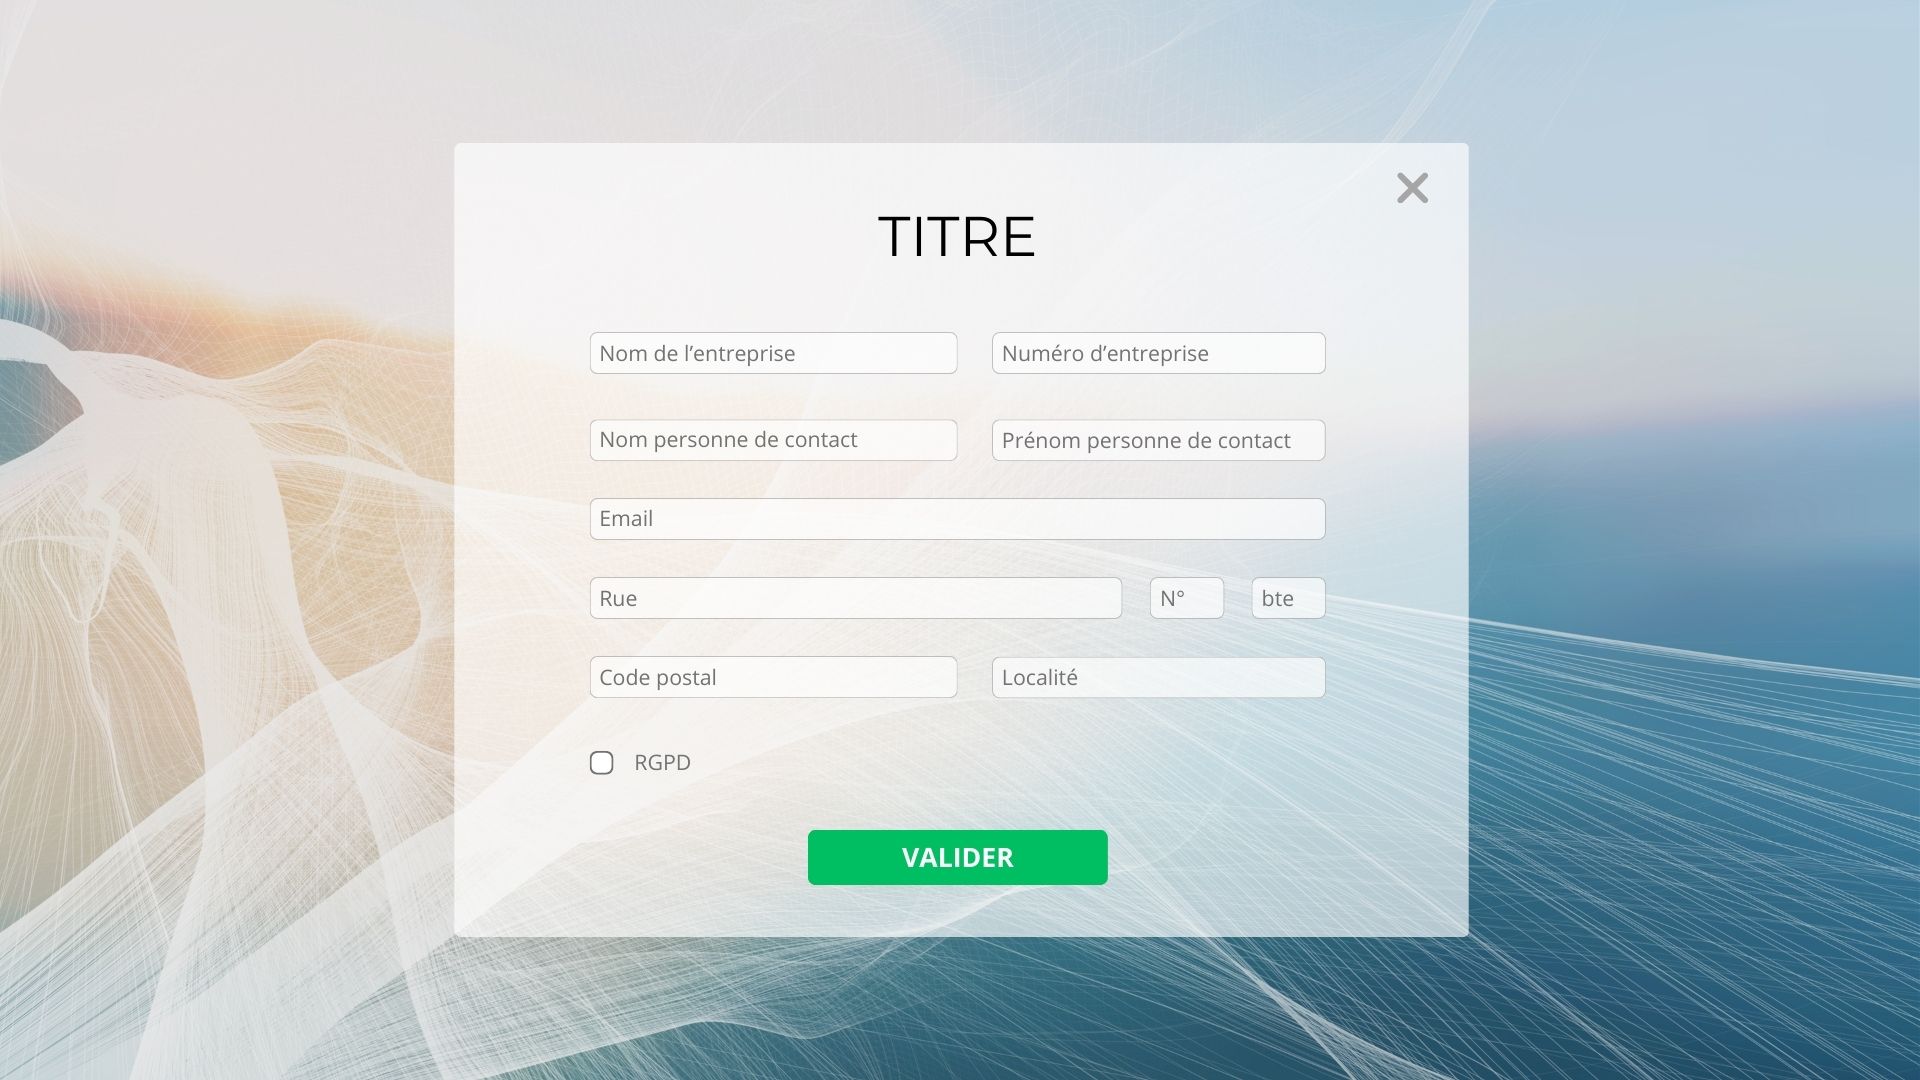 TITRE
Nom de l’entreprise
Numéro d’entreprise
Nom personne de contact
Prénom personne de contact
Email
Rue
N°
bte
Code postal
Localité
RGPD
VALIDER